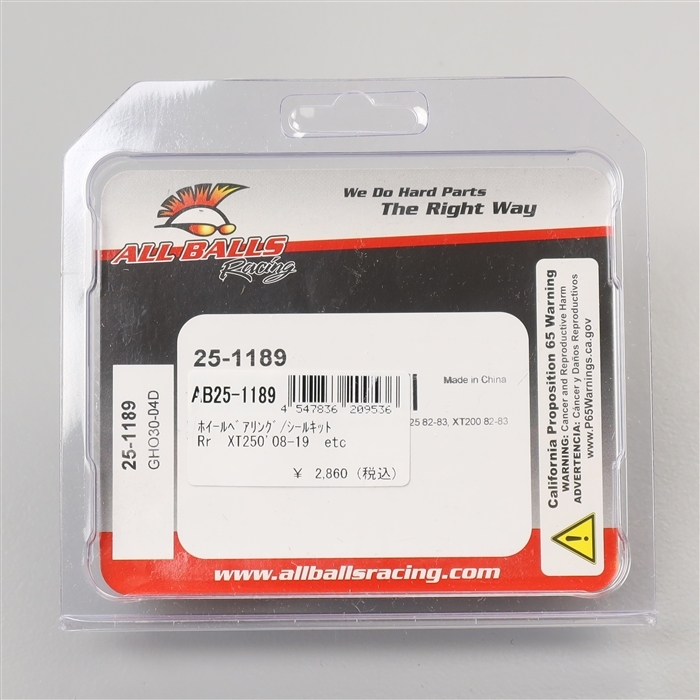 We Do Hard Parts
The Right Way
ALL BALLS
Racing
25-1189
AB25-1189
4 547836 209536
Made in China
25 82-83, XT200 82-83
ﾎｲｰﾙﾍﾞｱﾘﾝｸﾞ/ｼｰﾙｷｯﾄ
Rr XT250'08-19 etc
¥ 2,860 (税込)
25-1189
GHO30-04D
California Proposition 65 Warning
WARNING: Cancer and Reproductive Harm
ADVERTENCIA: Cáncer y Daños Reproductivos
www.P65Warnings.ca.gov
www.allballsracing.com